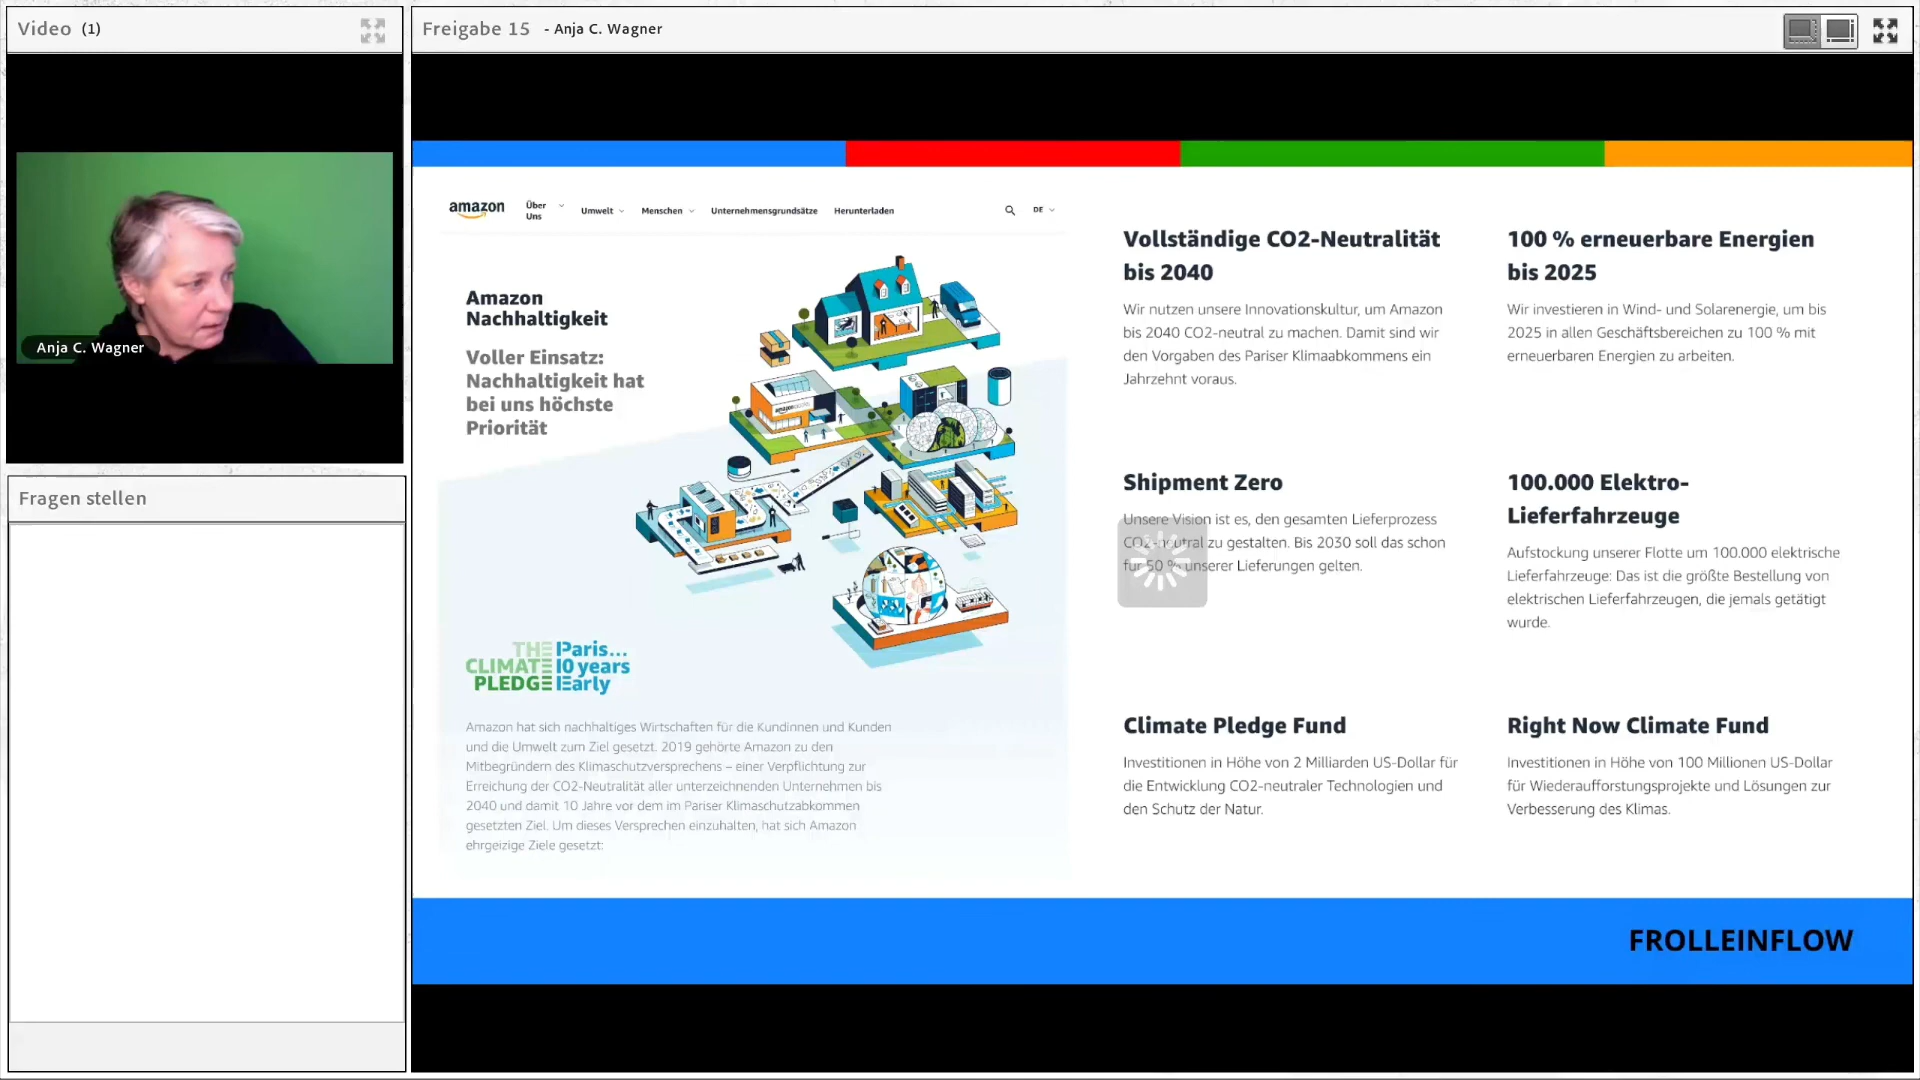 Video (1)
Freigabe 15 - Anja C. Wagner
Anja C. Wagner
Fragen stellen
amazon
Über Uns
Umwelt
Menschen
Unternehmensgrundsätze
Herunterladen
DE
Amazon
Nachhaltigkeit
Voller Einsatz:
Nachhaltigkeit hat
bei uns höchste
Priorität
THE
CLIMATE
PLEDGE
Paris...
10 years
Early
Amazon hat sich nachhaltiges Wirtschaften für die Kundinnen und Kunden
und die Umwelt zum Ziel gesetzt. 2019 gehörte Amazon zu den
Mitbegründern des Klimaschutzversprechens – einer Verpflichtung zur
Erreichung der CO2-Neutralität aller unterzeichnenden Unternehmen bis
2040 und damit 10 Jahre vor dem im Pariser Klimaschutzabkommen
gesetzten Ziel. Um dieses Versprechen einzuhalten, hat sich Amazon
ehrgeizige Ziele gesetzt:
Vollständige CO2-Neutralität
bis 2040
Wir nutzen unsere Innovationskultur, um Amazon
bis 2040 CO2-neutral zu machen. Damit sind wir
den Vorgaben des Pariser Klimaabkommens ein
Jahrzehnt voraus.
100 % erneuerbare Energien
bis 2025
Wir investieren in Wind- und Solarenergie, um bis
2025 in allen Geschäftsbereichen zu 100 % mit
erneuerbaren Energien zu arbeiten.
Shipment Zero
Unsere Vision ist es, den gesamten Lieferprozess
CO2-neutral zu gestalten. Bis 2030 soll das schon
für 50 % unserer Lieferungen gelten.
100.000 Elektro-
Lieferfahrzeuge
Aufstockung unserer Flotte um 100.000 elektrische
Lieferfahrzeuge: Das ist die größte Bestellung von
elektrischen Lieferfahrzeugen, die jemals getätigt
wurde.
Climate Pledge Fund
Investitionen in Höhe von 2 Milliarden US-Dollar für
die Entwicklung CO2-neutraler Technologien und
den Schutz der Natur.
Right Now Climate Fund
Investitionen in Höhe von 100 Millionen US-Dollar
für Wiederaufforstungsprojekte und Lösungen zur
Verbesserung des Klimas.
FROLLEINFLOW